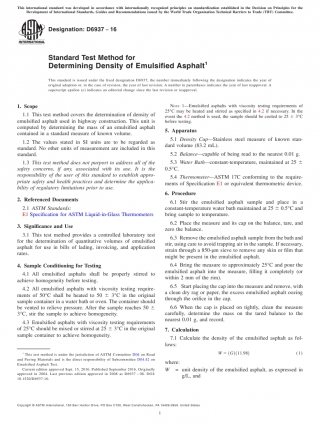 This international standard was developed in accordance with internationally recognized principles on standardization established in the Decision on Principles for the
Development of International Standards, Guides and Recommendations issued by the World Trade Organization Technical Barriers to Trade (TBT) Committee.
Designation: D6937 − 16
Standard Test Method for
Determining Density of Emulsified Asphalt¹
This standard is issued under the fixed designation D6937; the number immediately following the designation indicates the year of
original adoption or, in the case of revision, the year of last revision. A number in parentheses indicates the year of last reapproval. A
superscript epsilon (ε) indicates an editorial change since the last revision or reapproval.
1. Scope
1.1 This test method covers the determination of density of
emulsified asphalt used in highway construction. This unit is
computed by determining the mass of an emulsified asphalt
contained in a standard measure of known volume.
1.2 The values stated in SI units are to be regarded as
standard. No other units of measurement are included in this
standard.
1.3 This test method does not purport to address all of the
safety concerns, if any, associated with its use. It is the
responsibility of the user of this standard to establish appro-
priate safety and health practices and determine the applica-
bility of regulatory limitations prior to use.
2. Referenced Documents
2.1 ASTM Standards:
E1 Specification for ASTM Liquid-in-Glass Thermometers
3. Significance and Use
3.1 This test method provides a controlled laboratory test
for the determination of quantitative volumes of emulsified
asphalt for use in bills of lading, invoicing, and application
rates.
4. Sample Conditioning for Testing
4.1 All emulsified asphalts shall be properly stirred to
achieve homogeneity before testing.
4.2 All emulsified asphalts with viscosity testing require-
ments of 50°C shall be heated to 50 ± 3°C in the original
sample container in a water bath or oven. The container should
be vented to relieve pressure. After the sample reaches 50 ±
3°C, stir the sample to achieve homogeneity.
4.3 Emulsified asphalts with viscosity testing requirements
of 25°C should be mixed or stirred at 25 ± 3°C in the original
sample container to achieve homogeneity.
¹ This test method is under the jurisdiction of ASTM Committee D04 on Road
and Paving Materials and is the direct responsibility of Subcommittee D04.42 on
Emulsified Asphalt Test.
Current edition approved Sept. 15, 2016. Published September 2016. Originally
approved in 2004. Last previous edition approved in
NOTE 1—Emulsified asphalts with viscosity testing requirements of
25°C may be heated and stirred as specified in 4.2 if necessary. In the
event the 4.2 method is used, the sample should be cooled to 25 ± 3°C
before testing.
5. Apparatus
5.1 Density Cup—Stainless steel measure of known stan-
dard volume (83.2 mL).
5.2 Balance—capable of being read to the nearest 0.01 g.
5.3 Water Bath—constant-temperature, maintained at 25 ±
0.5°C.
5.4 Thermometer—ASTM 17C conforming to the require-
ments of Specification E1 or equivalent thermometric device.
6. Procedure
6.1 Stir the emulsified asphalt sample and place in a
constant-temperature water bath maintained at 25 ± 0.5°C and
bring sample to temperature.
6.2 Place the measure and its cap on the balance, tare, and
zero the balance.
6.3 Remove the emulsified asphalt sample from the bath and
stir, using care to avoid trapping air in the sample. If necessary,
strain through a 850-µm sieve to remove any skin or film that
might be present in the emulsified asphalt.
6.4 Bring the measure to approximately 25°C and pour the
emulsified asphalt into the measure, filling it completely (or
within 2 mm of the rim).
6.5 Start placing the cap into the measure and remove, with
a clean dry rag or paper, the excess emulsified asphalt oozing
through the orifice in the cap.
6.6 When the cap is placed on tightly, clean the measure
carefully, determine the mass on the tared balance to the
nearest 0.01 g, and record.
7. Calculation
7.1 Calculate the density of the emulsified asphalt as fol-
lows:
(1)
where:
W = unit density of the emulsified asphalt, as expressed in
g/L, and
Copyright © ASTM International, 100 Barr Harbor Drive, PO Box C700, West Conshohocken, PA 19428-2959. United States
1